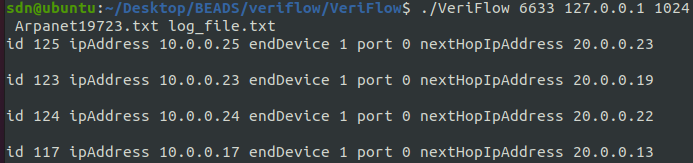 sdn@ubuntu:~/Desktop/BEADS/veriflow/VeriFlow$ ./VeriFlow 6633 127.0.0.1 1024
Arpanet19723.txt log_file.txt
id 125 ipAddress 10.0.0.25 endDevice 1 port 0 nextHopIpAddress 20.0.0.23
id 123 ipAddress 10.0.0.23 endDevice 1 port 0 nextHopIpAddress 20.0.0.19
id 124 ipAddress 10.0.0.24 endDevice 1 port 0 nextHopIpAddress 20.0.0.22
id 117 ipAddress 10.0.0.17 endDevice 1 port 0 nextHopIpAddress 20.0.0.13